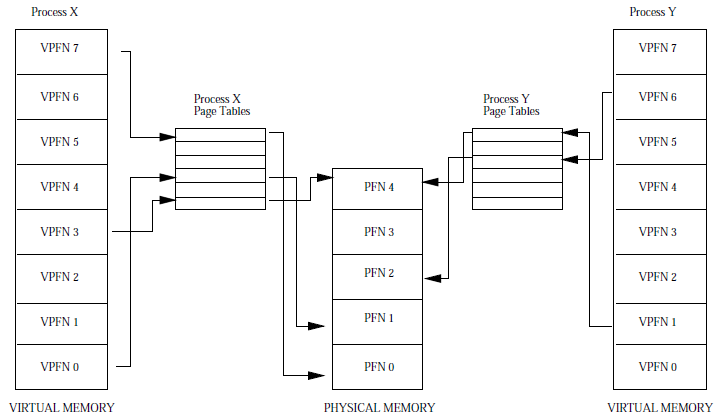 Process X
Process Y
VPFN 7
VPFN 6
VPFN 5
VPFN 4
VPFN 3
VPFN 2
VPFN 1
VPFN 0
VIRTUAL MEMORY
Process X
Page Tables
PFN 4
PFN 3
PFN 2
PFN 1
PFN 0
PHYSICAL MEMORY
Process Y
Page Tables
VPFN 7
VPFN 6
VPFN 5
VPFN 4
VPFN 3
VPFN 2
VPFN 1
VPFN 0
VIRTUAL MEMORY